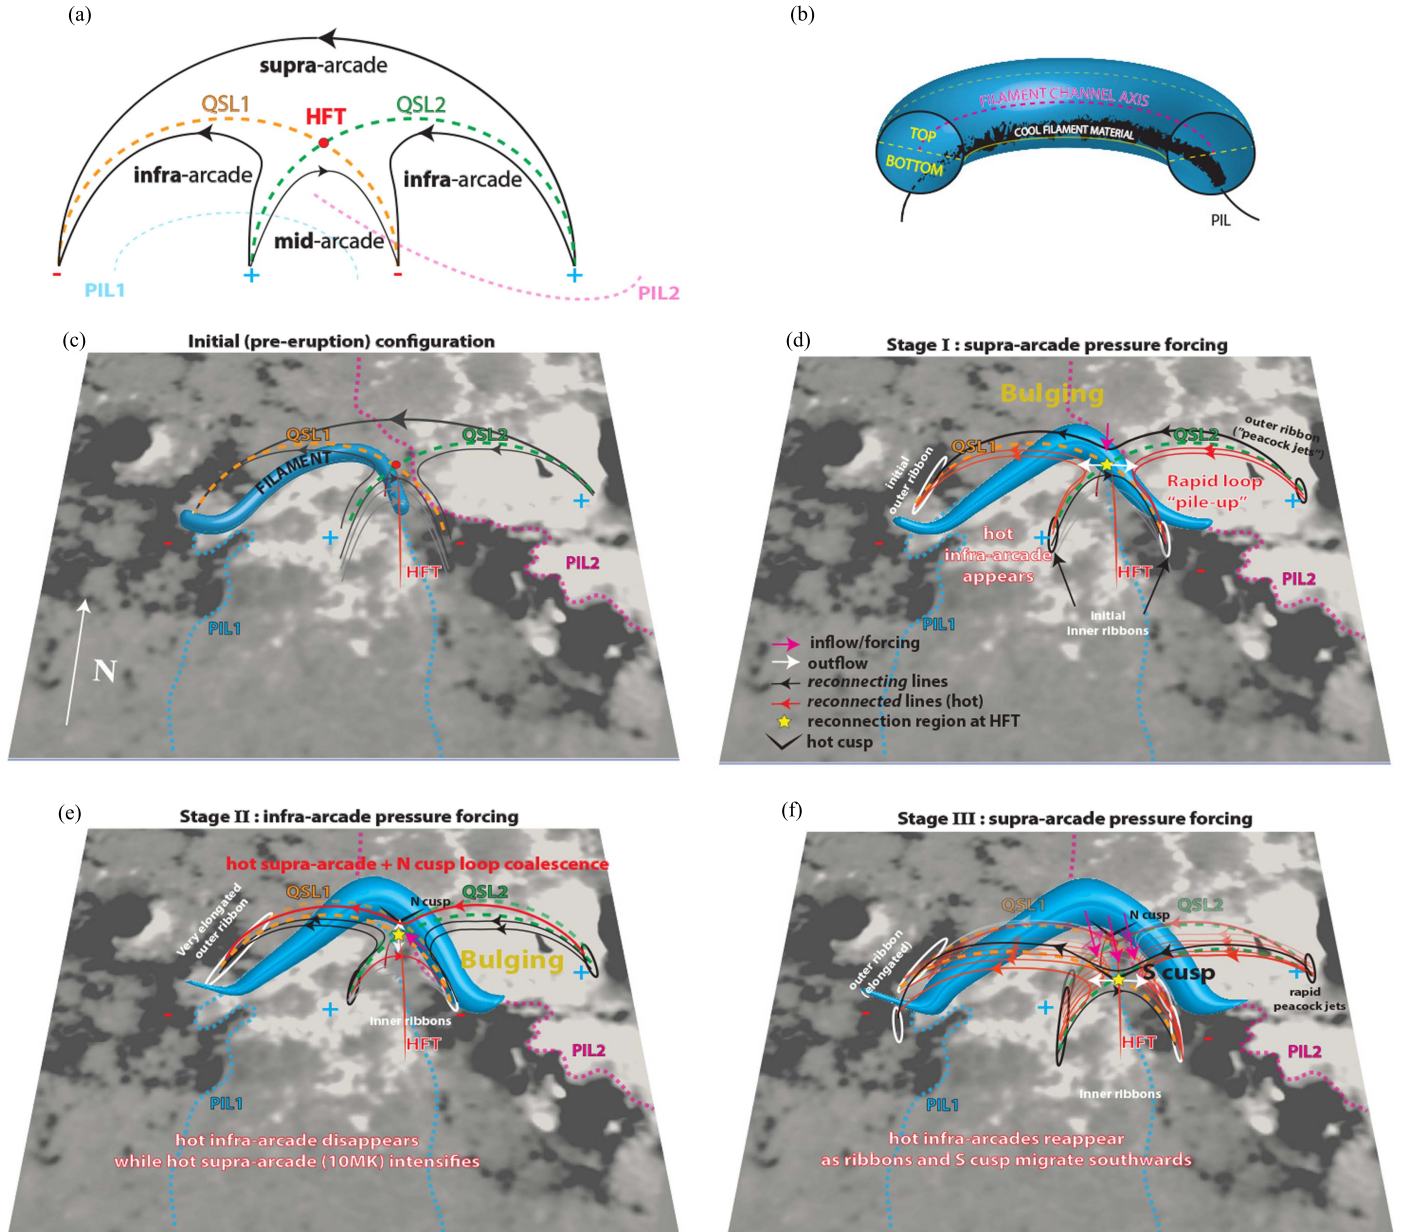 (a)
supra-arcade
QSL1
HFT
QSL2
infra-arcade
infra-arcade
mid-arcade
- + - +
PIL1
PIL2
(b)
FILAMENT CHANNEL AXIS
TOP
COOL FILAMENT MATERIAL
BOTTOM
PIL
(c)
Initial (pre-eruption) configuration
QSL1
QSL2
FILAMENT
+
- + -
HFT
PIL2
PIL1
N
(d)
Stage I : supra-arcade pressure forcing
Bulging
outer ribbon
("peacock jets")
QSL1
QSL2
initial
outer ribbon
Rapid loop
"pile-up"
+
hot
infra-arcade
appears
- + -
HFT
PIL2
initial
inner ribbons
PIL1
inflow/forcing
outflow
reconnecting lines
reconnected lines (hot)
reconnection region at HFT
hot cusp
(e)
Stage II : infra-arcade pressure forcing
hot supra-arcade + N cusp loop coalescence
QSL1
QSL2
N cusp
Very elongated
outer ribbon
Bulging
+
- + -
inner ribbons
HFT
PIL2
PIL1
hot infra-arcade disappears
while hot supra-arcade (10MK) intensifies
(f)
Stage III : supra-arcade pressure forcing
QSL1
QSL2
N cusp
outer ribbon
(elongated)
S cusp
+
rapid
peacock jets
- + -
HFT
PIL2
inner ribbons
PIL1
hot infra-arcades reappear
as ribbons and S cusp migrate southwards